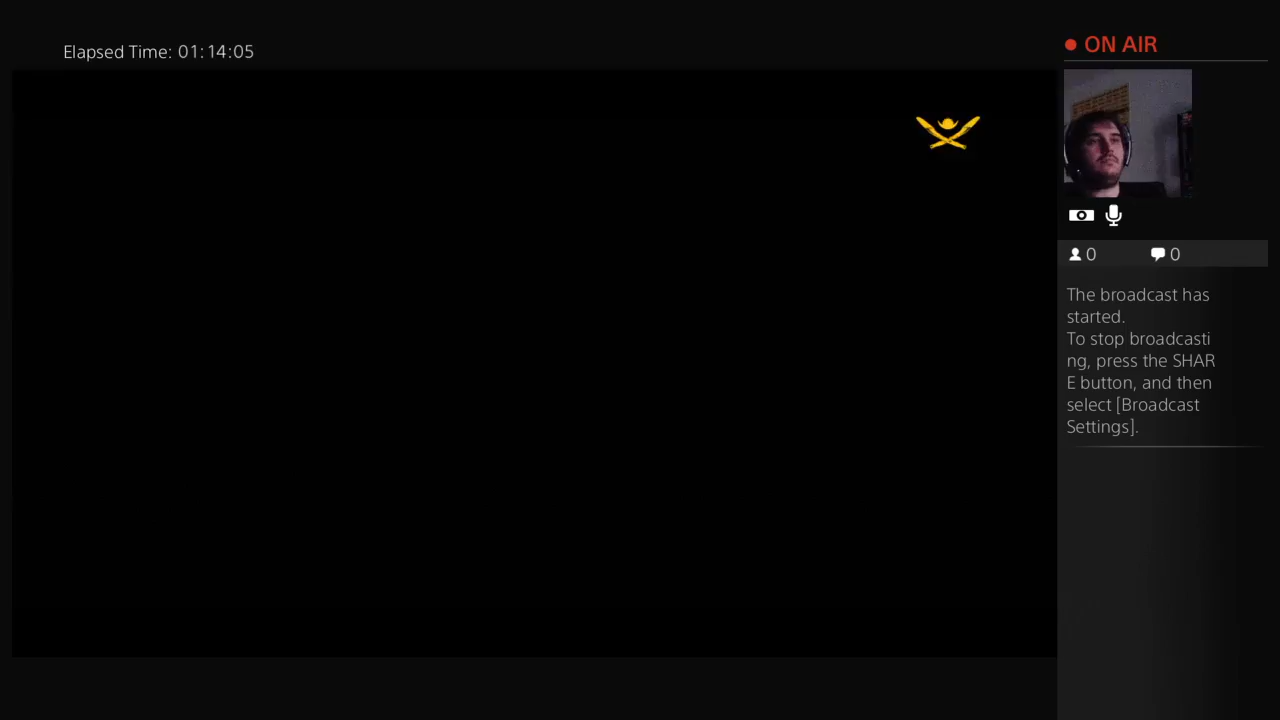 Elapsed Time: 01:14:05
ON AIR
0 0
The broadcast has
started.
To stop broadcasti
ng, press the SHAR
E button, and then
select [Broadcast
Settings].